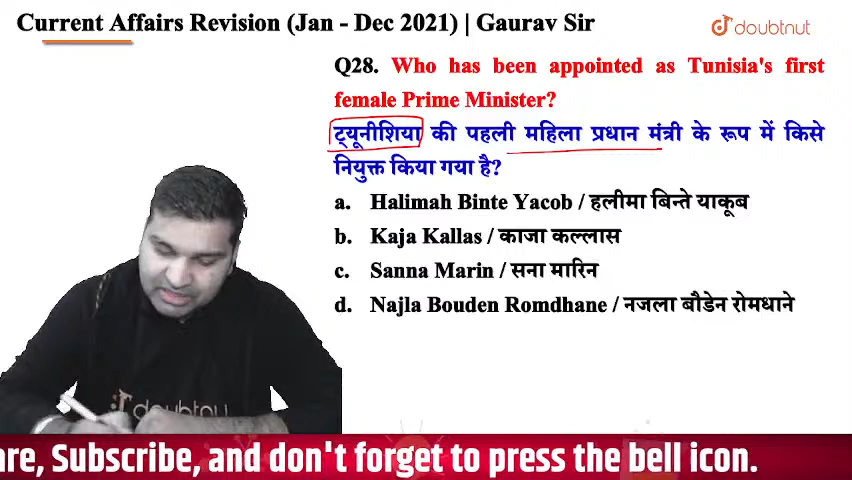 Current Affairs Revision (Jan - Dec 2021) | Gaurav Sir
doubtnut
Q28. Who has been appointed as Tunisia's first
female Prime Minister?
ट्यूनीशिया की पहली महिला प्रधान मंत्री के रूप में किसे
नियुक्त किया गया है?
a. Halimah Binte Yacob / हलीमा बिन्ते याकूब
b. Kaja Kallas / काजा कल्लास
c. Sanna Marin / सना मारिन
d. Najla Bouden Romdhane / नजला बौडेन रोमधाने
doubtnut
are, Subscribe, and don't forget to press the bell icon.